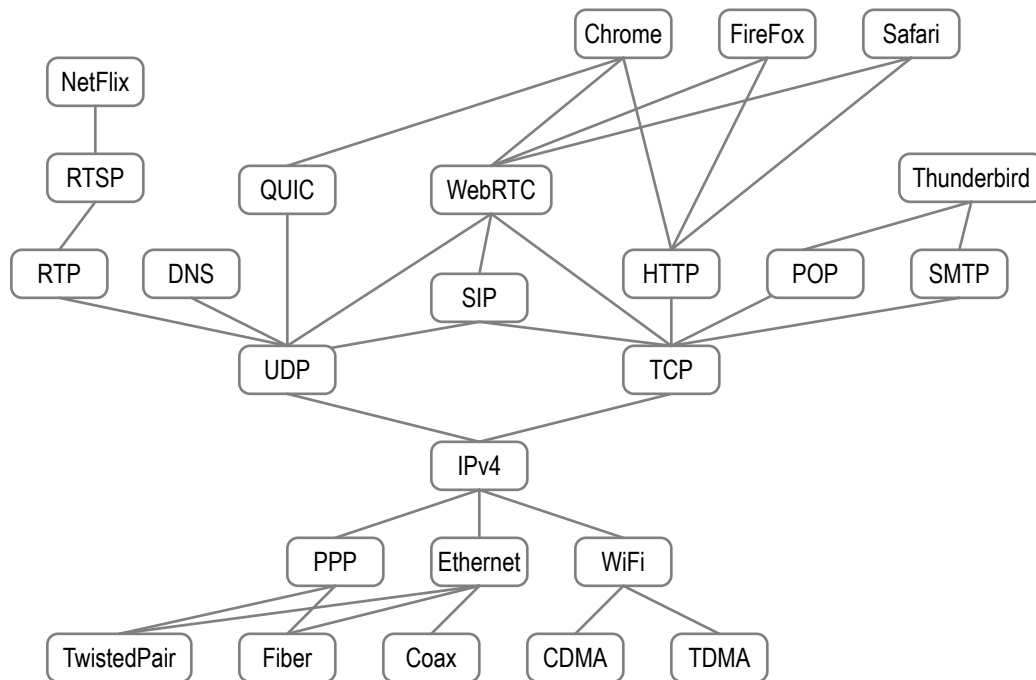 Chrome
FireFox
Safari
NetFlix
RTSP
QUIC
WebRTC
Thunderbird
RTP
DNS
SIP
HTTP
POP
SMTP
UDP
TCP
IPv4
PPP
Ethernet
WiFi
TwistedPair
Fiber
Coax
CDMA
TDMA